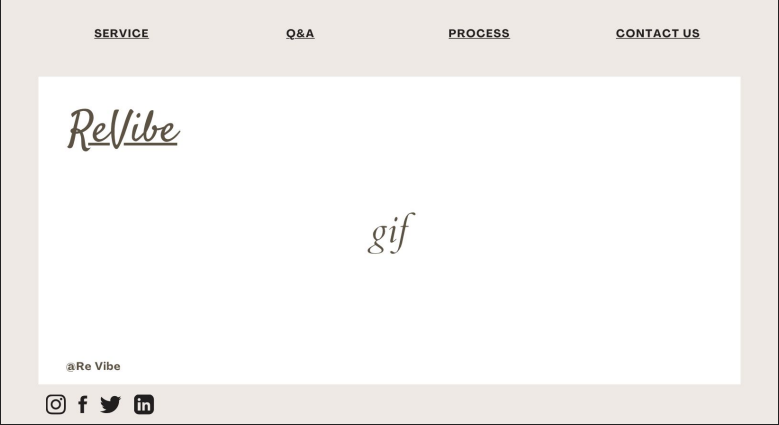 SERVICE
Q&A
PROCESS
CONTACT US
ReVibe
gif
@Re Vibe